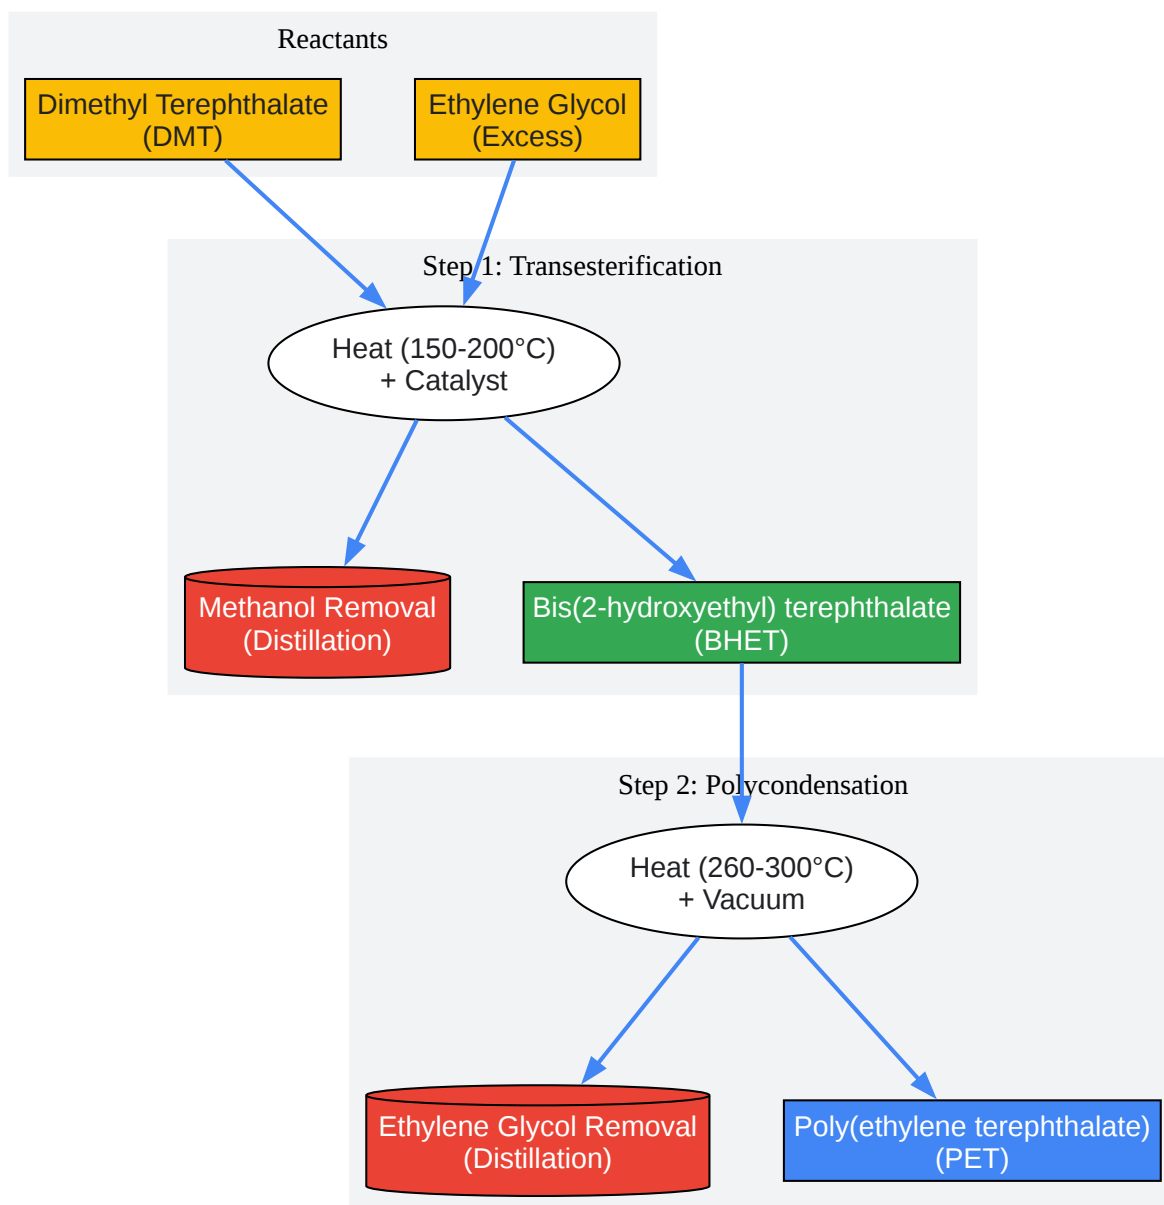 Reactants
Dimethyl Terephthalate
(DMT)
Ethylene Glycol
(Excess)
Step 1: Transesterification
Heat (150-200°C)
+ Catalyst
Methanol Removal
(Distillation)
Bis(2-hydroxyethyl) terephthalate
(BHET)
Step 2: Polycondensation
Heat (260-300°C)
+ Vacuum
Ethylene Glycol Removal
(Distillation)
Poly(ethylene terephthalate)
(PET)